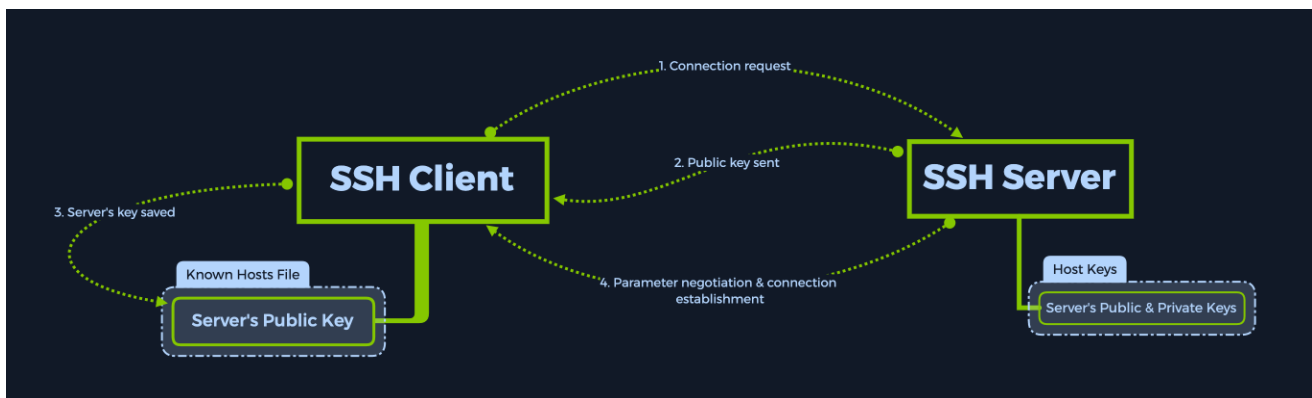 1. Connection request
SSH Client
2. Public key sent
SSH Server
3. Server's key saved
Known Hosts File
Server's Public Key
4. Parameter negotiation & connection
establishment
Host Keys
Server's Public & Private Keys